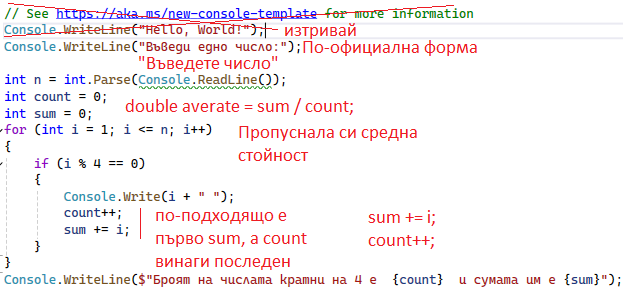 // See https://aka.ms/new-console-template for more information
Console.WriteLine("Hello, World!"); изтривай
Console.WriteLine("Въведи едно число:"); По-официална форма
"Въведете число"
int n = int.Parse(Console.ReadLine());
int count = 0;
double averate = sum / count;
int sum = 0;
for (int i = 1; i <= n; i++)
Пропуснала си средна
стойност
{
if (i % 4 == 0)
{
Console.Write(i + " ");
count++;
sum += i;
по-подходящо е
първо sum, а count
винаги последен
sum += i;
count++;
}
}
Console.WriteLine($"Броят на числата кратни на 4 е {count} и сумата им е {sum}");